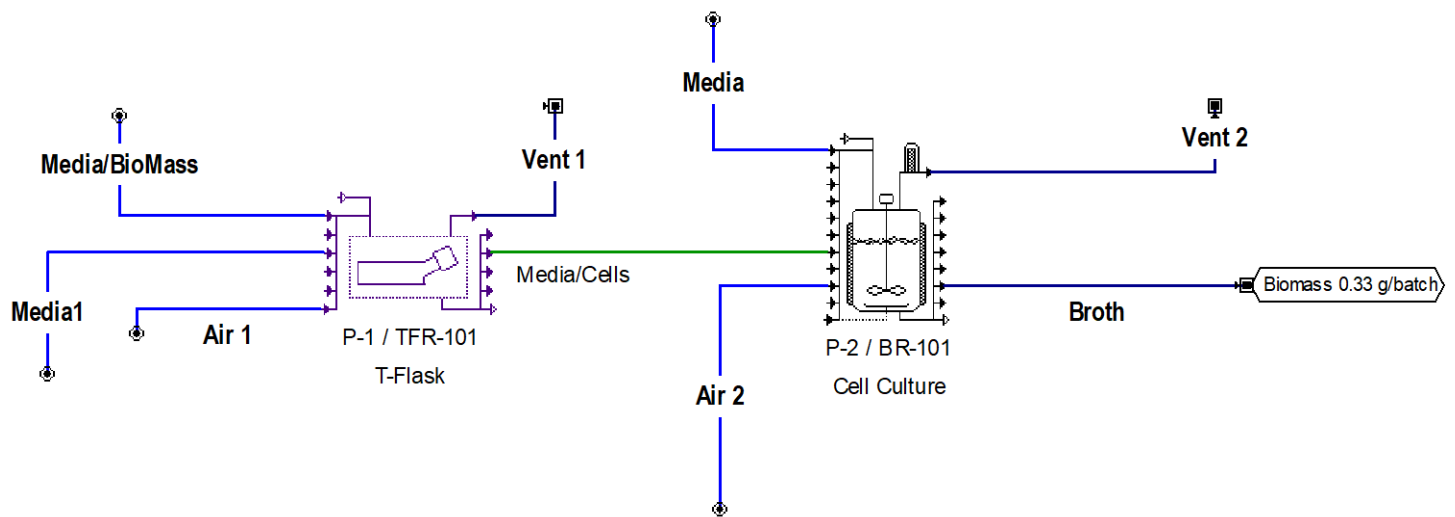 Media
Media/BioMass
Vent 1
Vent 2
Media/Cells
Biomass 0.33 g/batch
Media1
Air 1
Broth
P-1 / TFR-101
T-Flask
P-2 / BR-101
Cell Culture
Air 2